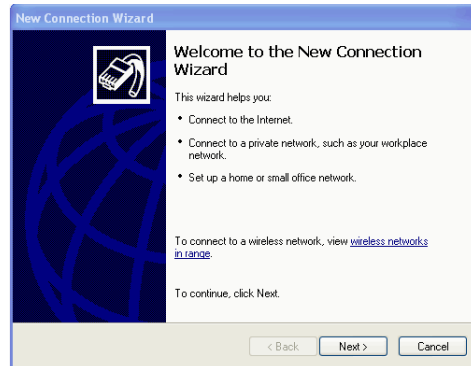 New Connection Wizard
Welcome to the New Connection
Wizard
This wizard helps you:
• Connect to the Internet.
• Connect to a private network, such as your workplace
network.
• Set up a home or small office network.
To connect to a wireless network, view wireless networks
in range.
To continue, click Next.
< Back Next > Cancel